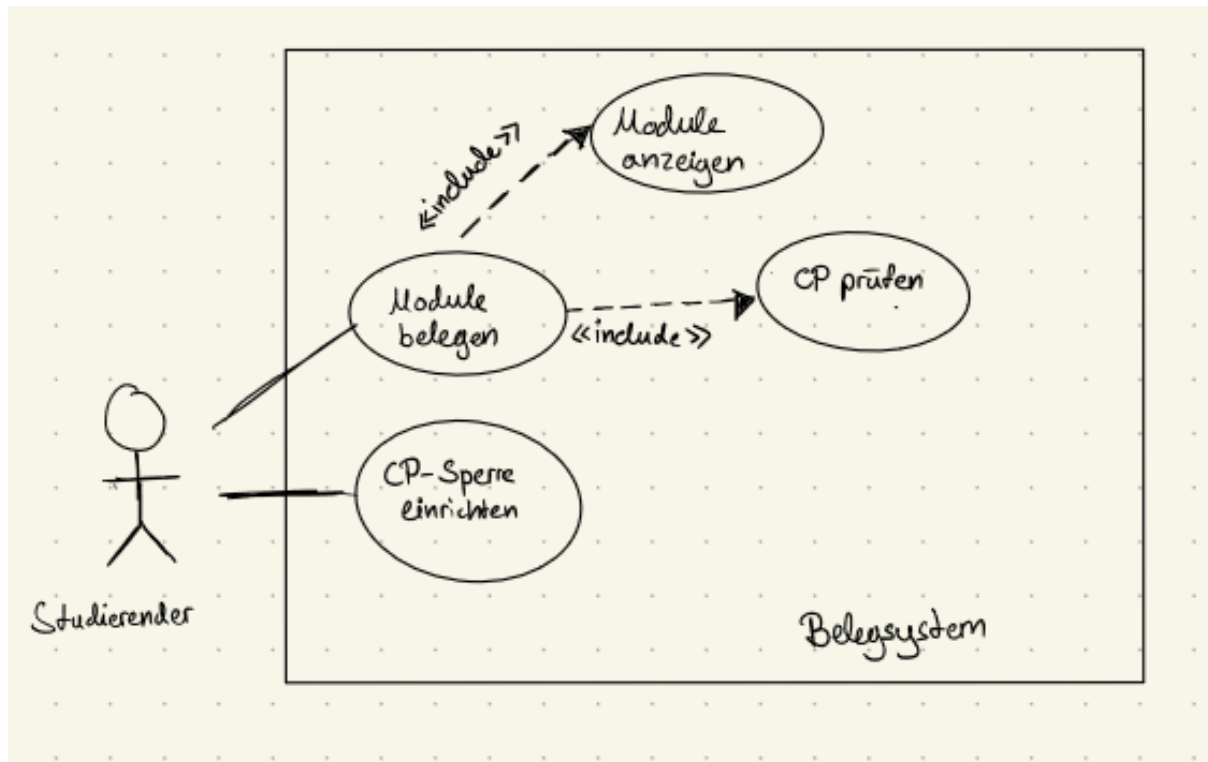 Module
anzeigen
<<include>>
CP prüfen
Module
belegen
<<include>>
CP-Sperre
einrichten
Studierender
Belegsystem